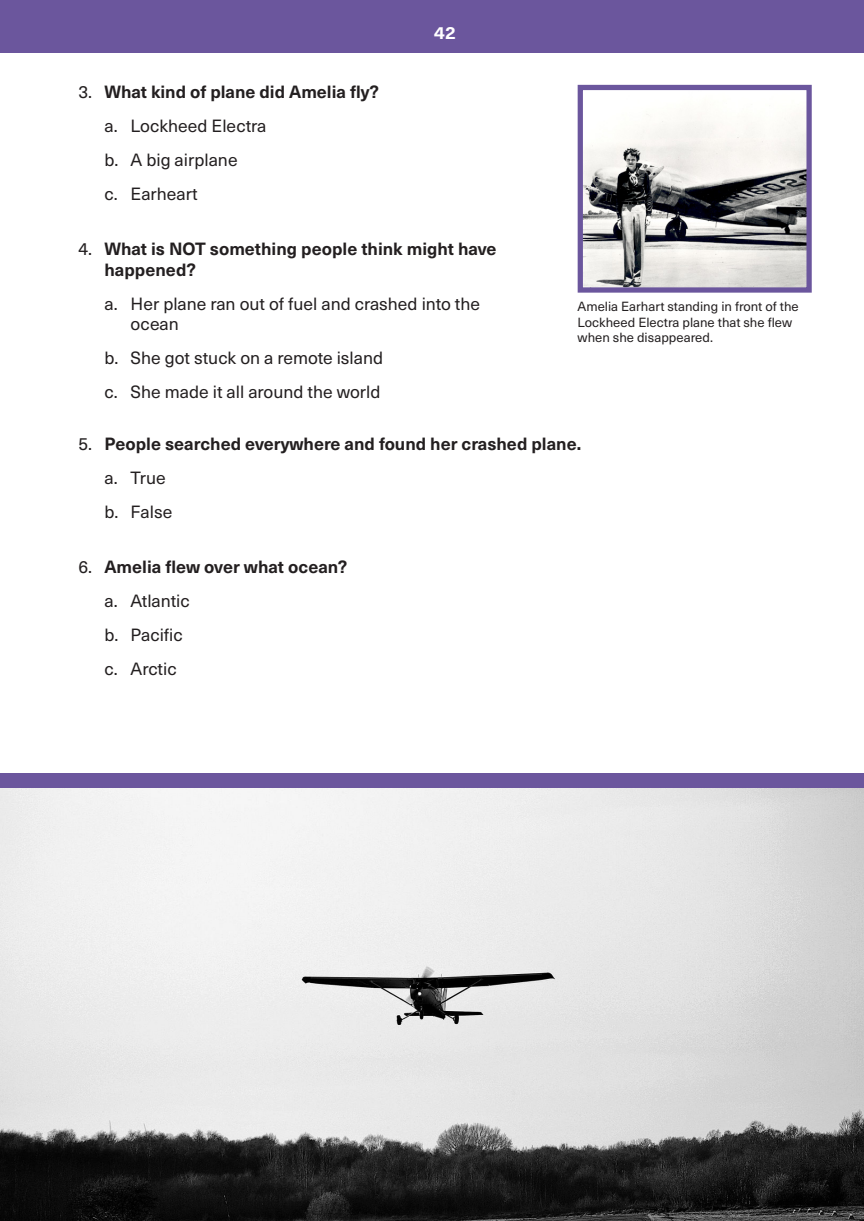 42
3. What kind of plane did Amelia fly?
a. Lockheed Electra
b. A big airplane
c. Earheart
4. What is NOT something people think might have
happened?
a. Her plane ran out of fuel and crashed into the
ocean
b. She got stuck on a remote island
c. She made it all around the world
Amelia Earhart standing in front of the
Lockheed Electra plane that she flew
when she disappeared.
5. People searched everywhere and found her crashed plane.
a. True
b. False
6. Amelia flew over what ocean?
a. Atlantic
b. Pacific
c. Arctic